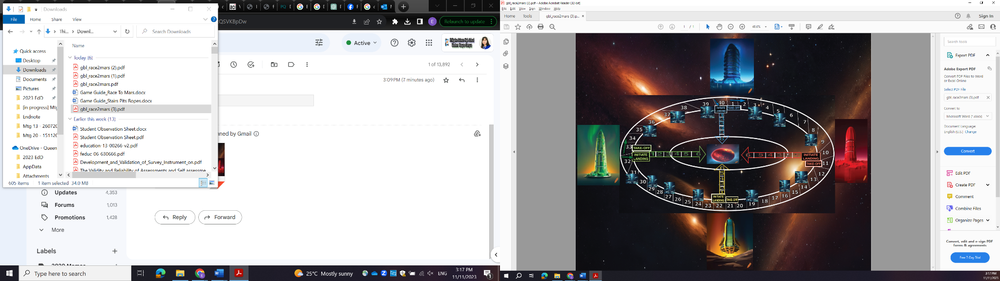 Downloads
File
Home
Share
View
Thi...
Downl...
Search Downloads
Name
Quick access
Desktop
Downloads
Documents
Pictures
2023 EdD
[in progress] Mtg
Endnote
Mtg 13 - 260720
Mtg 20 - 151120
OneDrive - Queen
2023 EdD
AppData
Attachments
Today (6)
gbl_race2mars (2).pdf
gbl_race2mars (1).pdf
gbl_race2mars.pdf
Game Guide_Race To Mars.docx
Game Guide_Stairs Pits Ropes.docx
gbl_race2mars (3).pdf
Earlier this week (13)
Student Observation Sheet.docx
Student Observation Sheet.pdf
education-13-00266-v2.pdf
feduc-06-630666.pdf
Development_and_Validation_of_Survey_Instrument_on.pdf
The Validity and Reliability of Assessments and Self assessme
605 items
1 item selected 34.0 MB
QSVKBpDw
Relaunch to update
Active
1 of 13,892
3:09 PM (7 minutes ago)
nned by Gmail
Updates 4,353
Forums 1,013
Promotions 1,428
More
Reply
Forward
Labels
Type here to search
25°C Mostly sunny
ENG
3:17 PM
11/11/2023
gbl_race2mars (3).pdf - Adobe Acrobat Reader (32-bit)
File Edit View Sign Window Help
Home
Tools
gbl_race2mars (3).p...
Sign In
1 / 1
48.6%
Search tools
Export PDF
Adobe Export PDF
Convert PDF Files to Word
or Excel Online
Select PDF File
gbl_race2mars (3).pdf
Convert to
Microsoft Word (*.docx)
Document Language:
English (U.S.) Change
Convert
Edit PDF
Create PDF
Comment
Combine Files
Organize Pages
Convert, edit and e-sign PDF
forms & agreements
Free 7-Day Trial
40 1 2 3 4 5 6 7 8 9 10 11 12 13 14 15 16 17 18 19 20 21 22 23 24 25 26 27 28 29 30 31 32 33 34 35 36 37 38 39
INITIATE
LANDING
TAKE-OFF
TAKE-OFF
INITIATE
LANDING
1 2 3 4 5 6
INITIATE
LANDING
TAKE-OFF
INITIATE
LANDING
TAKE-OFF
3:17 PM
11/11/2023